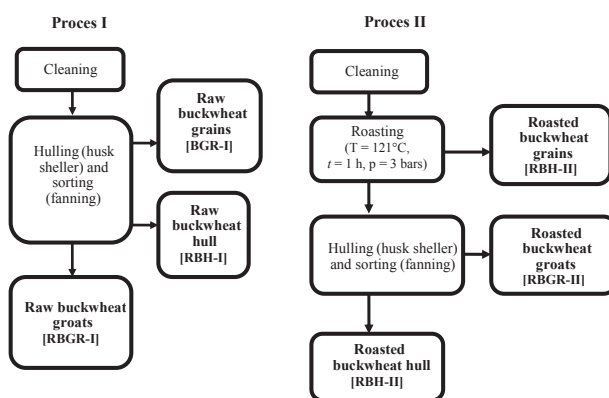 Proces I
Cleaning
Hulling (husk
sheller) and
sorting
(fanning)
Raw
buckwheat
grains
[BGR-I]
Raw
buckwheat
hull
[RBH-I]
Raw buckwheat
groats
[RBGR-I]
Proces II
Cleaning
Roasting
(T = 121°C,
t = 1 h, p = 3 bars)
Roasted
buckwheat
grains
[RBH-II]
Hulling (husk sheller)
and sorting (fanning)
Roasted
buckwheat
groats
[RBGR-II]
Roasted
buckwheat hull
[RBH-II]